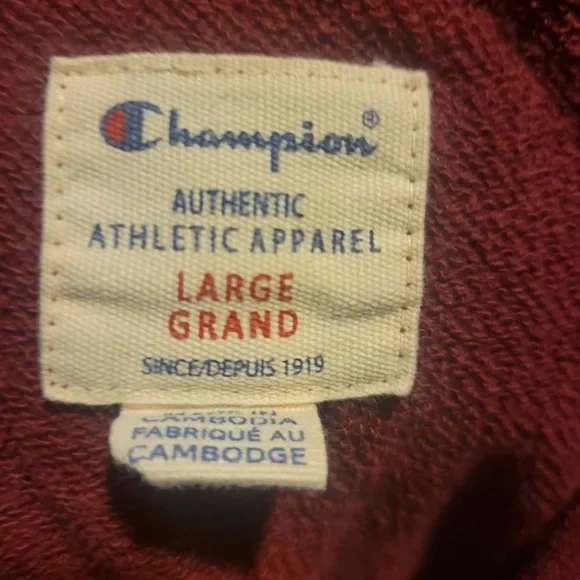 Champion®
AUTHENTIC
ATHLETIC APPAREL
LARGE
GRAND
SINCE/DEPUIS 1919
CAMBODIA
FABRIQUÉ AU
CAMBODGE